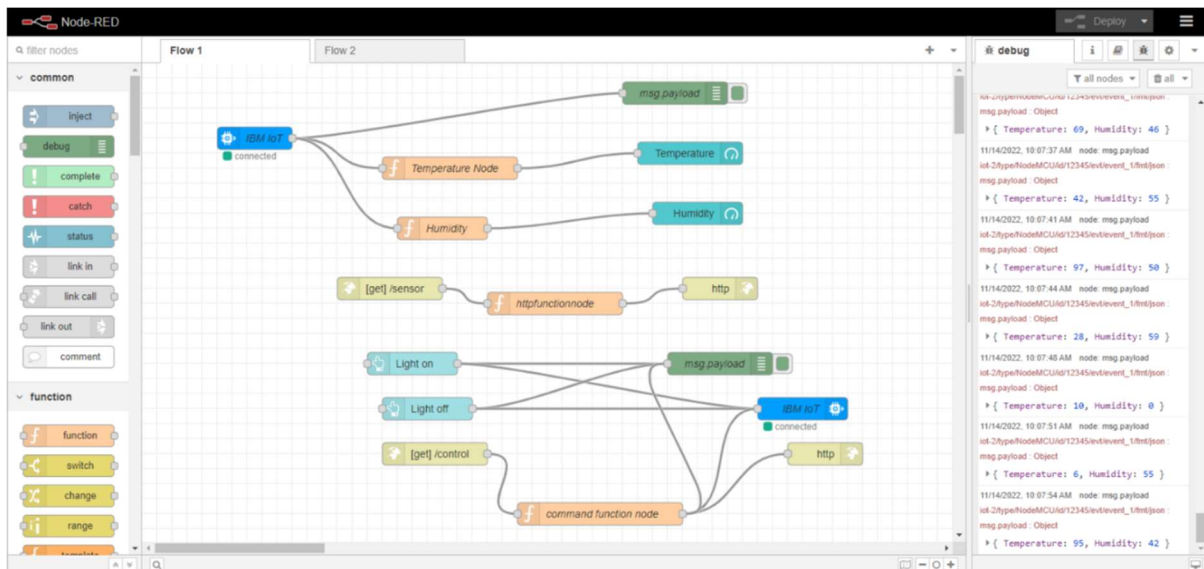 Node-RED
Deploy
filter nodes
common
inject
debug
complete
catch
status
link in
link call
link out
comment
function
function
switch
change
range
template
Flow 1
Flow 2
msg.payload
IBM IoT
connected
Temperature Node
Temperature
Humidity
Humidity
[get] /sensor
httpfunctionnode
http
Light on
msg.payload
Light off
IBM IoT
connected
[get] /control
http
command function node
debug
all nodes
all
iot-2/type/NodeMCU/id/12345/evt/event_1/fmt/json :
msg.payload : Object
{ Temperature: 69, Humidity: 46 }
11/14/2022, 10:07:37 AM node: msg.payload
iot-2/type/NodeMCU/id/12345/evt/event_1/fmt/json :
msg.payload : Object
{ Temperature: 42, Humidity: 55 }
11/14/2022, 10:07:41 AM node: msg.payload
iot-2/type/NodeMCU/id/12345/evt/event_1/fmt/json :
msg.payload : Object
{ Temperature: 97, Humidity: 50 }
11/14/2022, 10:07:44 AM node: msg.payload
iot-2/type/NodeMCU/id/12345/evt/event_1/fmt/json :
msg.payload : Object
{ Temperature: 28, Humidity: 59 }
11/14/2022, 10:07:48 AM node: msg.payload
iot-2/type/NodeMCU/id/12345/evt/event_1/fmt/json :
msg.payload : Object
{ Temperature: 10, Humidity: 0 }
11/14/2022, 10:07:51 AM node: msg.payload
iot-2/type/NodeMCU/id/12345/evt/event_1/fmt/json :
msg.payload : Object
{ Temperature: 6, Humidity: 55 }
11/14/2022, 10:07:54 AM node: msg.payload
iot-2/type/NodeMCU/id/12345/evt/event_1/fmt/json :
msg.payload : Object
{ Temperature: 95, Humidity: 42 }